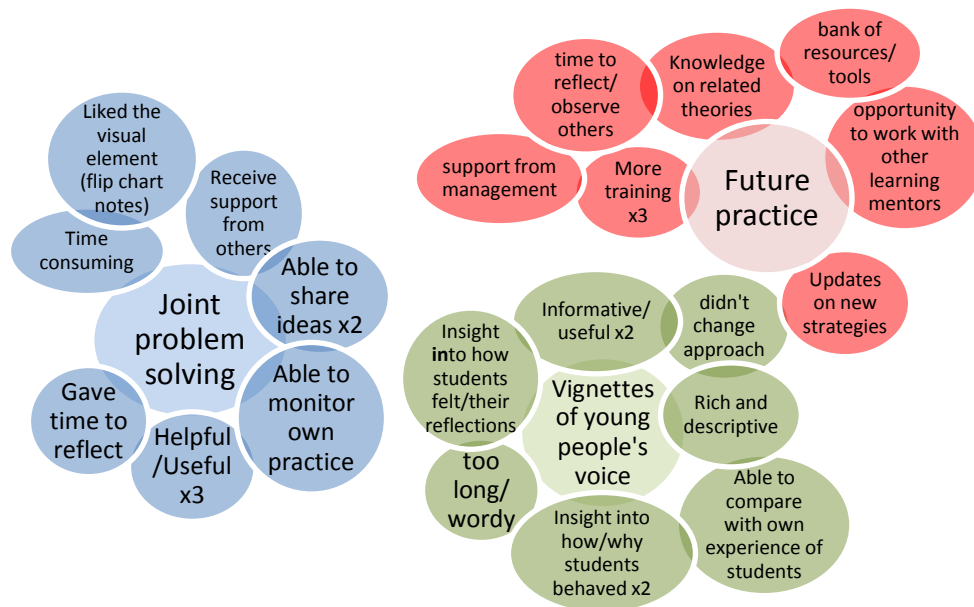 Liked the
visual
element
(flip chart
notes)
Receive
support
from
others
Time
consuming
Able to
share
ideas x2
Joint
problem
solving
Able to
monitor
own
practice
Gave
time to
reflect
Helpful
/Useful
x3
bank of
resources/
tools
time to
reflect/
observe
others
Knowledge
on related
theories
opportunity
to work with
other
learning
mentors
support from
management
More
training
x3
Future
practice
Updates
on new
strategies
Informative/
useful x2
didn't
change
approach
Insight
into how
students
felt/their
reflections
Vignettes
of young
people's
voice
Rich and
descriptive
too
long/
wordy
Insight into
how/why
students
behaved x2
Able to
compare
with own
experience of
students